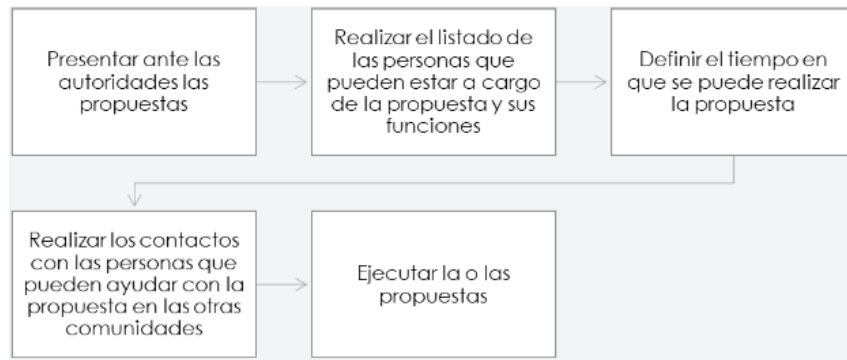 Presentar ante las
autoridades las
propuestas
Realizar el listado de
las personas que
pueden estar a cargo
de la propuesta y sus
funciones
Definir el tiempo en
que se puede realizar
la propuesta
Realizar los contactos
con las personas que
pueden ayudar con la
propuesta en las otras
comunidades
Ejecutar la o las
propuestas